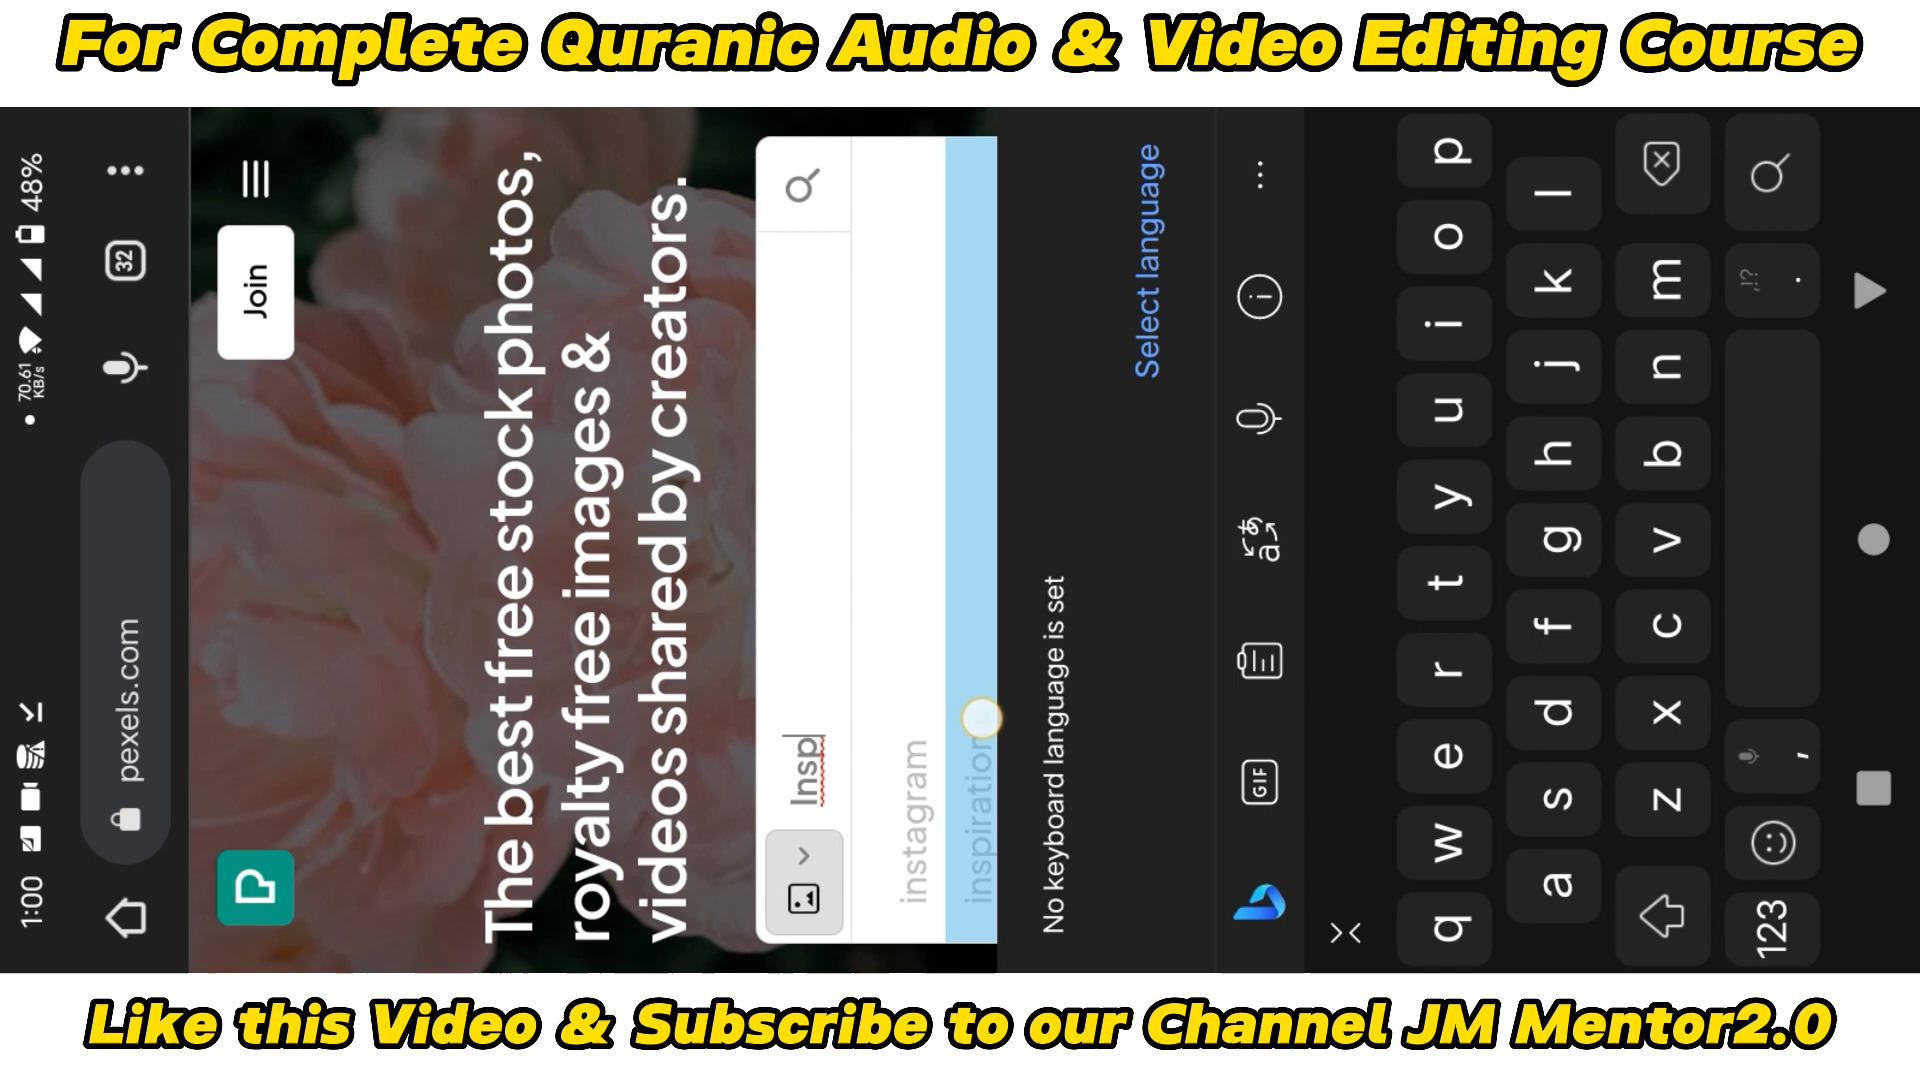 For Complete Quranic Audio & Video Editing Course
1:00
70.61 KB/s
48%
pexels.com
32
Join
The best free stock photos,
royalty free images &
videos shared by creators.
Insp
instagram
inspiration
No keyboard language is set
Select language
GIF
q w e r t y u i o p
a s d f g h j k l
z x c v b n m
123 , .
,!?
Like this Video & Subscribe to our Channel JM Mentor2.0